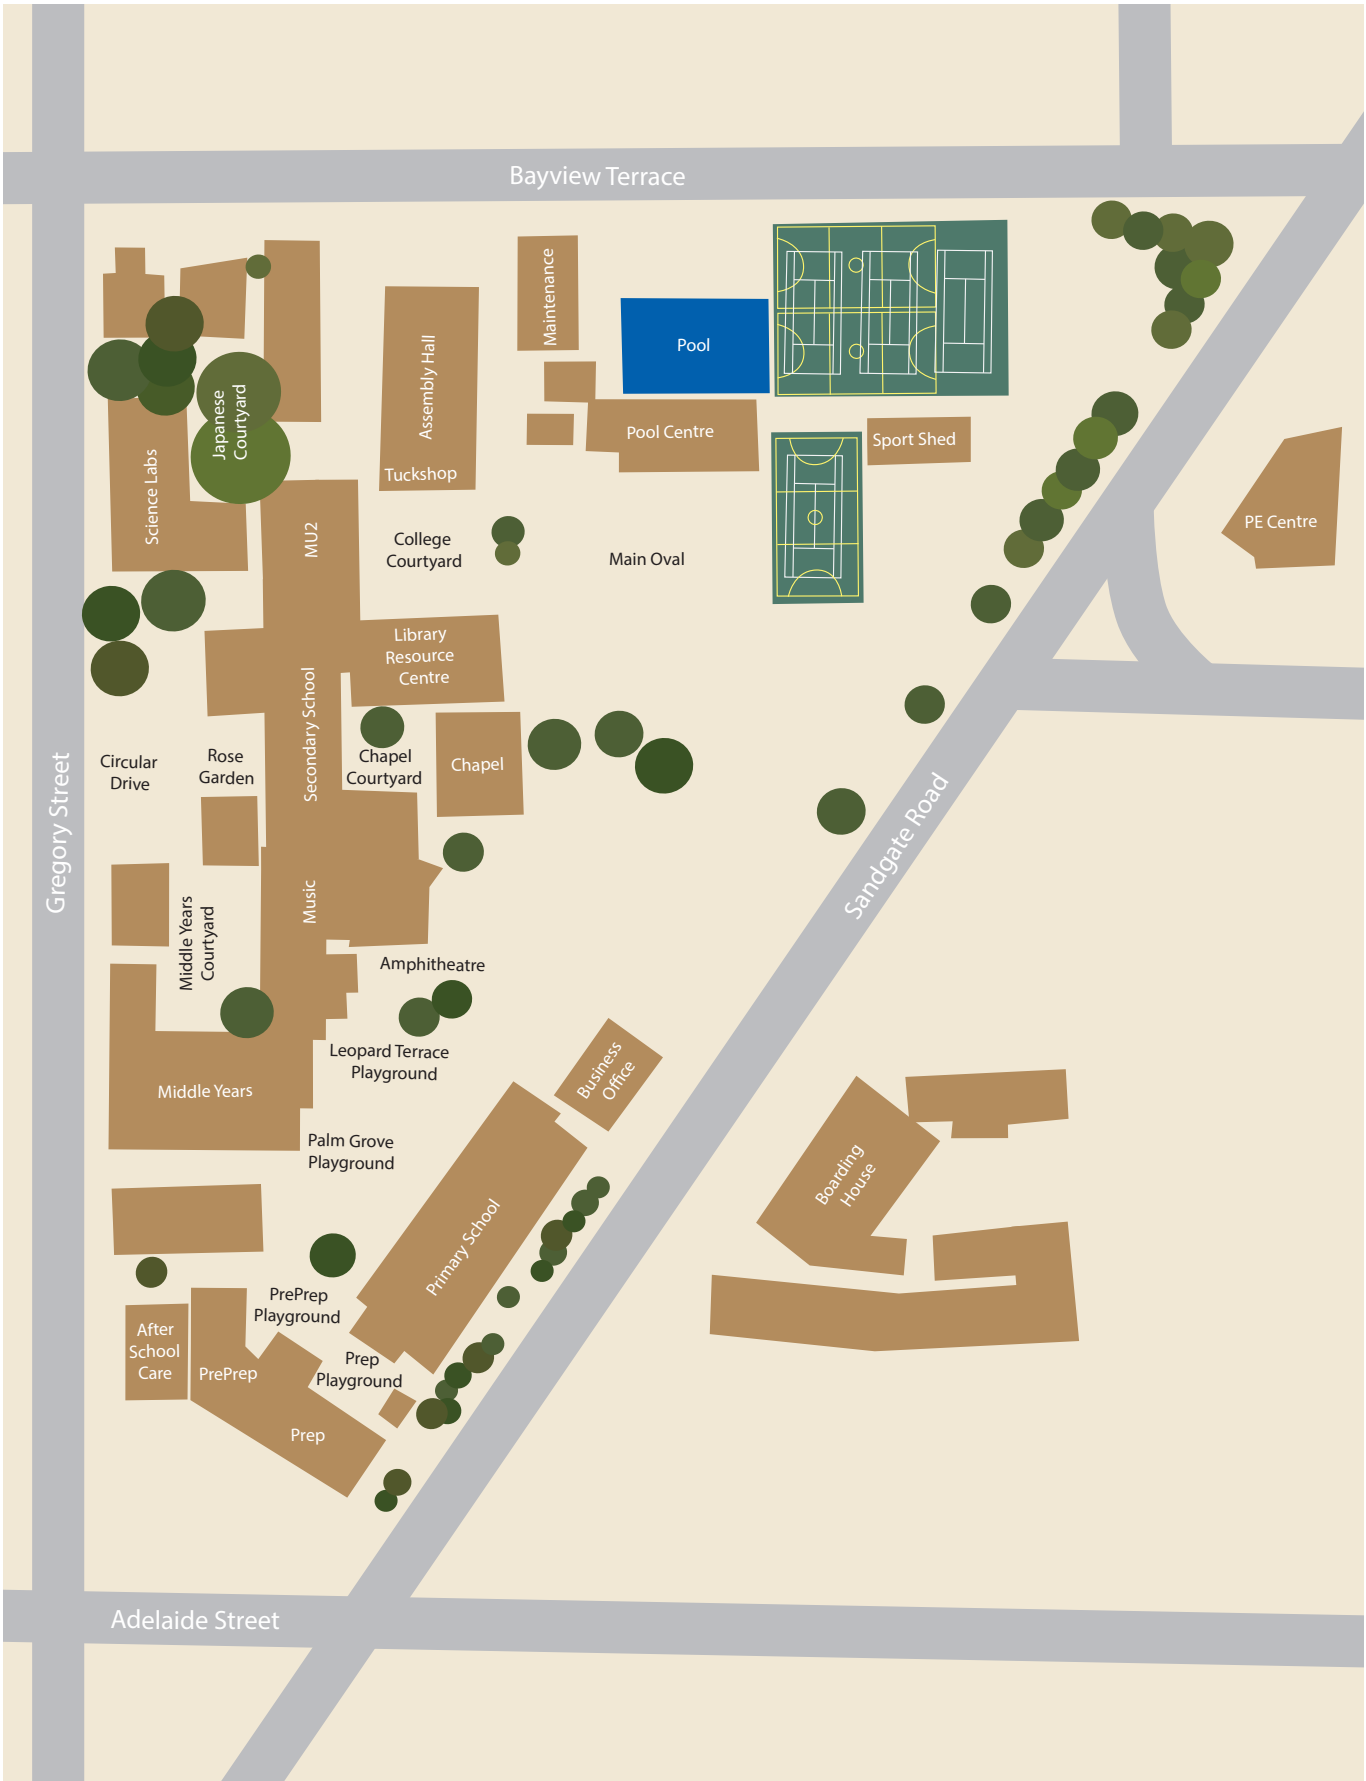 Bayview Terrace
Maintenance
Assembly Hall
Tuckshop
Pool
Pool Centre
Sport Shed
Japanese
Courtyard
Science Labs
MU2
College
Courtyard
Main Oval
PE Centre
Library
Resource
Centre
Secondary School
Circular
Drive
Rose
Garden
Chapel
Courtyard
Chapel
Gregory Street
Sandgate Road
Music
Middle Years
Courtyard
Amphitheatre
Leopard Terrace
Playground
Business
Office
Middle Years
Palm Grove
Playground
Boarding
House
Primary School
PrePrep
Playground
After
School
Care
PrePrep
Prep
Playground
Prep
Adelaide Street